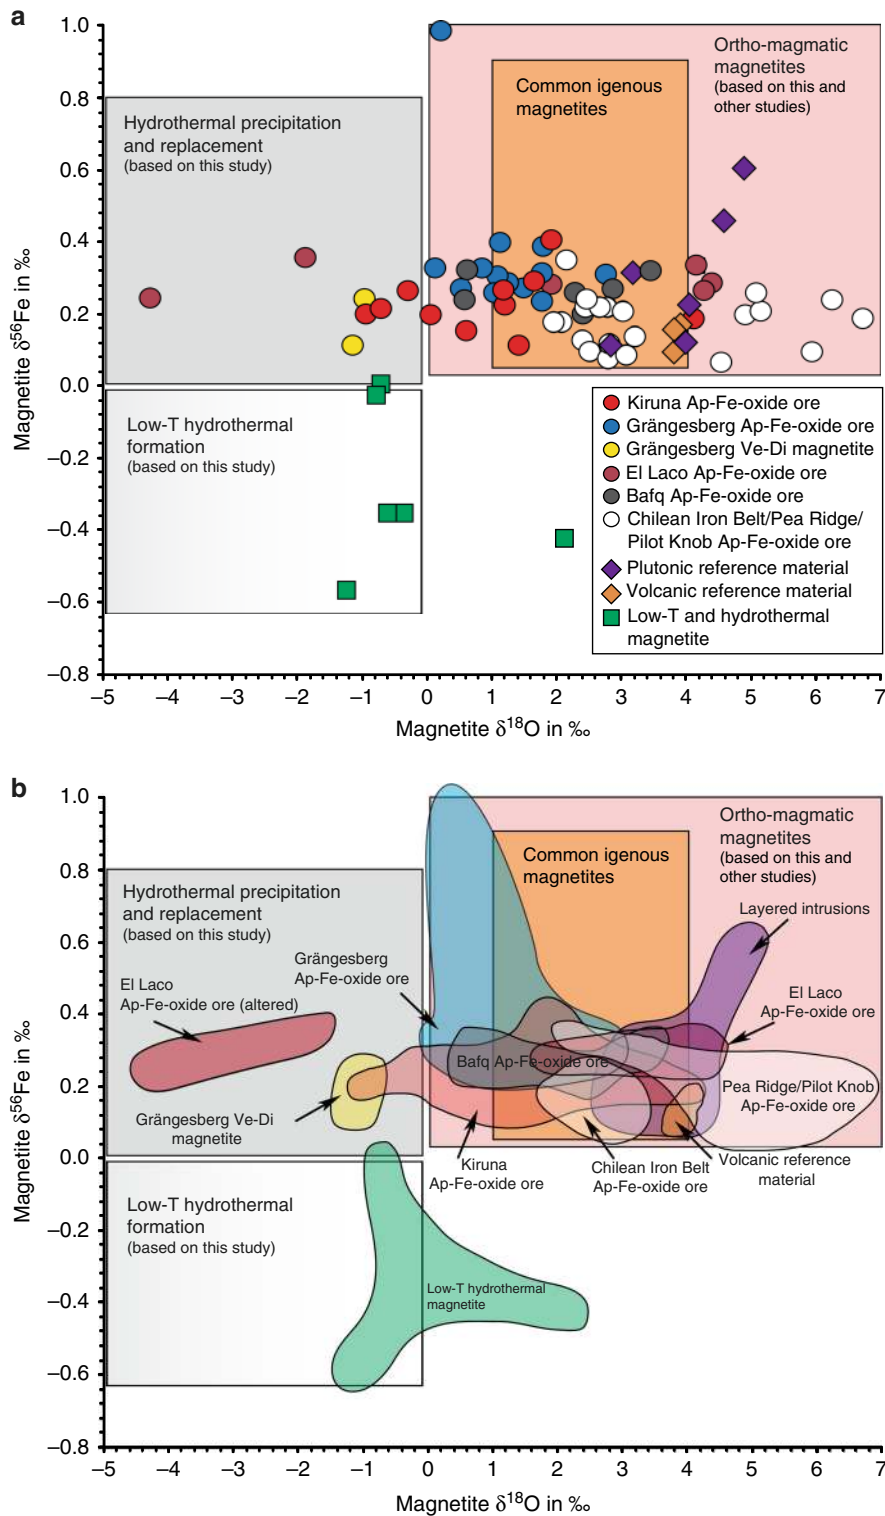 a
1.0
0.8
0.6
0.4
0.2
0.0
–0.2
–0.4
–0.6
–0.8
Magnetite δ56Fe in ‰
Hydrothermal precipitation
and replacement
(based on this study)
Common igenous
magnetites
Ortho-magmatic
magnetites
(based on this and
other studies)
Low-T hydrothermal
formation
(based on this study)
Kiruna Ap-Fe-oxide ore
Grängesberg Ap-Fe-oxide ore
Grängesberg Ve-Di magnetite
El Laco Ap-Fe-oxide ore
Bafq Ap-Fe-oxide ore
Chilean Iron Belt/Pea Ridge/
Pilot Knob Ap-Fe-oxide ore
Plutonic reference material
Volcanic reference material
Low-T and hydrothermal
magnetite
–5 –4 –3 –2 –1 0 1 2 3 4 5 6 7
Magnetite δ18O in ‰
b
1.0
0.8
0.6
0.4
0.2
0.0
–0.2
–0.4
–0.6
–0.8
Magnetite δ56Fe in ‰
Hydrothermal precipitation
and replacement
(based on this study)
Common igenous
magnetites
Ortho-magmatic
magnetites
(based on this and
other studies)
Layered intrusions
Grängesberg
Ap-Fe-oxide ore
El Laco
Ap-Fe-oxide ore (altered)
El Laco
Ap-Fe-oxide ore
Bafq Ap-Fe-oxide ore
Pea Ridge/Pilot Knob
Ap-Fe-oxide ore
Grängesberg Ve-Di
magnetite
Kiruna
Ap-Fe-oxide ore
Chilean Iron Belt
Ap-Fe-oxide ore
Volcanic reference
material
Low-T hydrothermal
formation
(based on this study)
Low-T hydrothermal
magnetite
–5 –4 –3 –2 –1 0 1 2 3 4 5 6 7
Magnetite δ18O in ‰